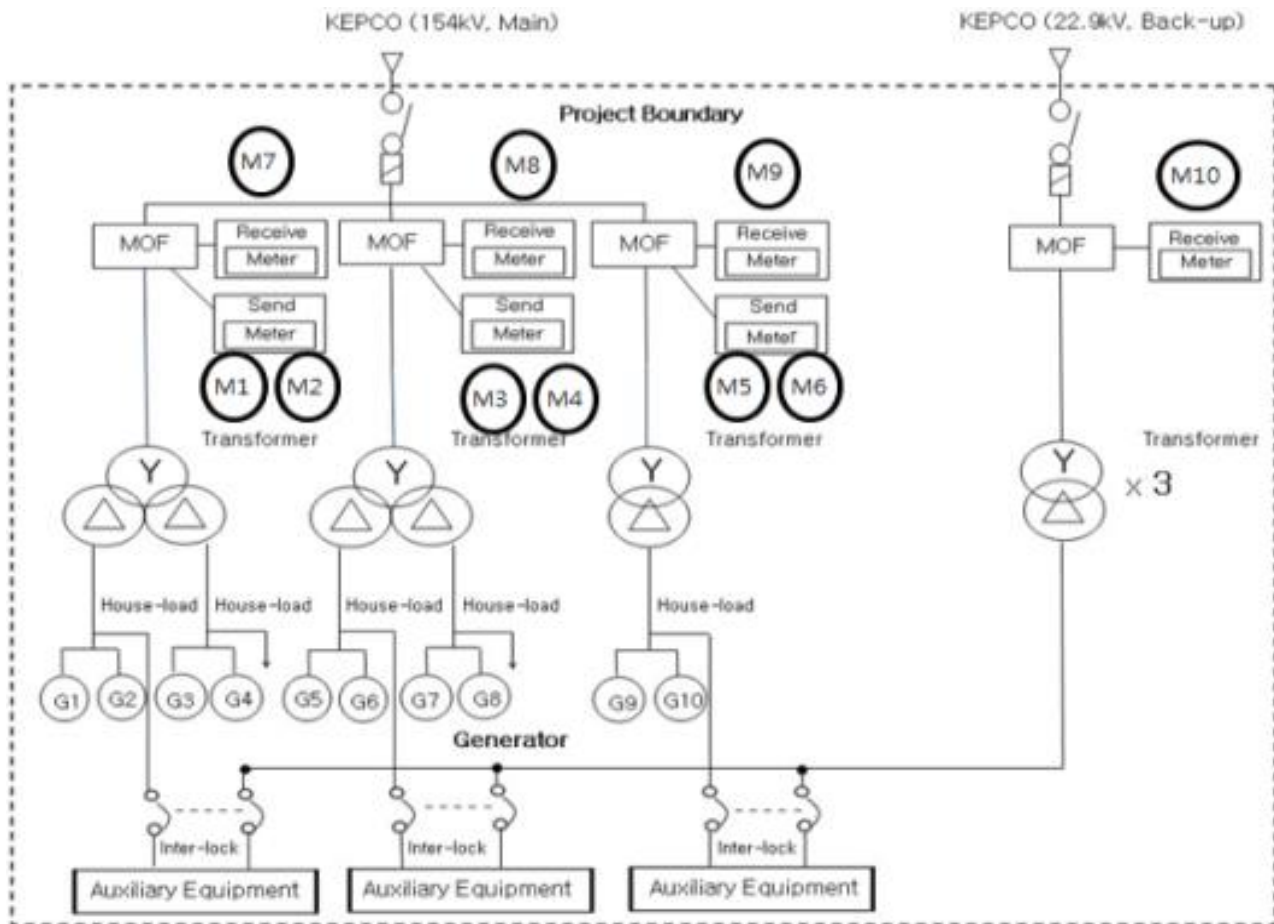 KEPCO (154kV, Main)
KEPCO (22.9kV, Back-up)
Project Boundary
M7
M8
M9
M10
MOF
Receive
Meter
MOF
Receive
Meter
MOF
Receive
Meter
MOF
Receive
Meter
Send
Meter
Send
Meter
Send
Meter
M1
M2
M3
M4
M5
M6
Transformer
Transformer
Transformer
Transformer
Y
Y
Y
Y
x 3
House-load
House-load
House-load
House-load
House-load
G1
G2
G3
G4
G5
G6
G7
G8
G9
G10
Generator
Inter-lock
Inter-lock
Inter-lock
Auxiliary Equipment
Auxiliary Equipment
Auxiliary Equipment